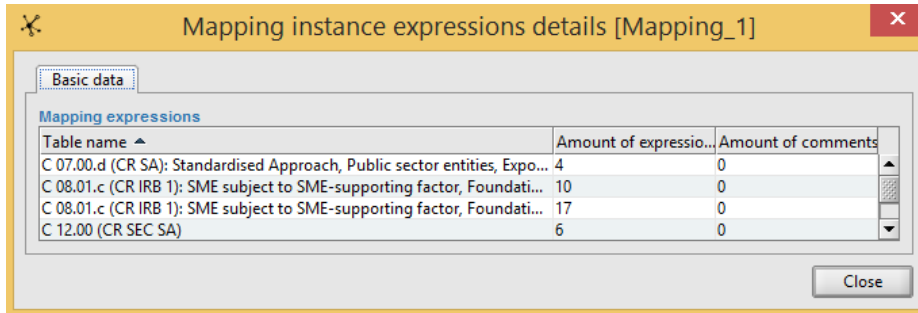 Mapping instance expressions details [Mapping_1]
Basic data
Mapping expressions
Table name Amount of expressio... Amount of comments
C 07.00.d (CR SA): Standardised Approach, Public sector entities, Expo... 4 0
C 08.01.c (CR IRB 1): SME subject to SME-supporting factor, Foundati... 10 0
C 08.01.c (CR IRB 1): SME subject to SME-supporting factor, Foundati... 17 0
C 12.00 (CR SEC SA) 6 0
Close